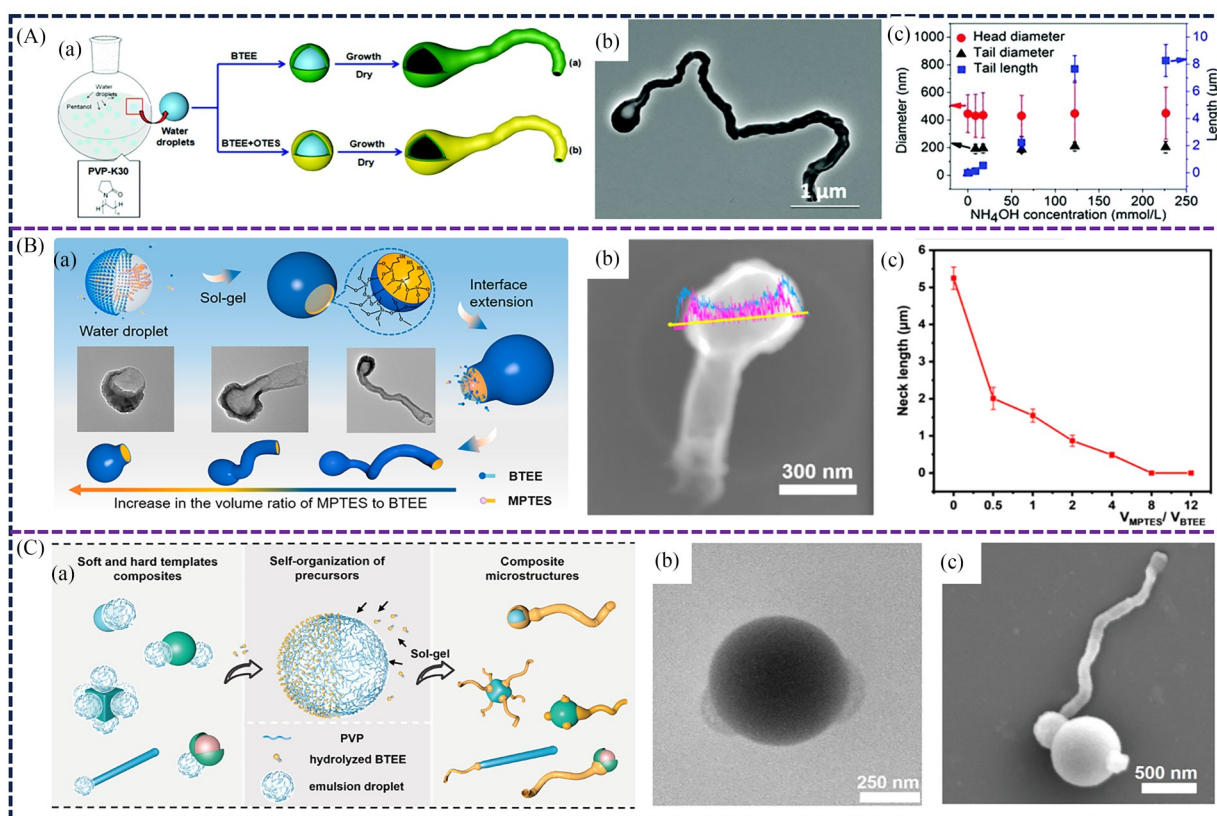 (A)
(a)
Water
droplets
Pentanol
PVP-K30
N
O
H
H
n
Water
droplets
BTEE
Growth
Dry
(a)
BTEE+OTES
Growth
Dry
(b)
(b)
1 μm
(c)
Head diameter
Tail diameter
Tail length
Diameter (nm)
1000
800
600
400
200
0
10
8
6
4
2
0
Length (μm)
0 50 100 150 200 250
NH4OH concentration (mmol/L)
(B)
(a)
Sol-gel
Water droplet
Interface
extension
BTEE
MPTES
Increase in the volume ratio of MPTES to BTEE
(b)
300 nm
(c)
Neck length (μm)
6
5
4
3
2
1
0
0 0.5 1 2 4 8 12
VMPTES/ VBTEE
(C)
(a)
Soft and hard templates
composites
Self-organization of
precursors
Composite
microstructures
Sol-gel
PVP
hydrolyzed BTEE
emulsion droplet
(b)
250 nm
(c)
500 nm